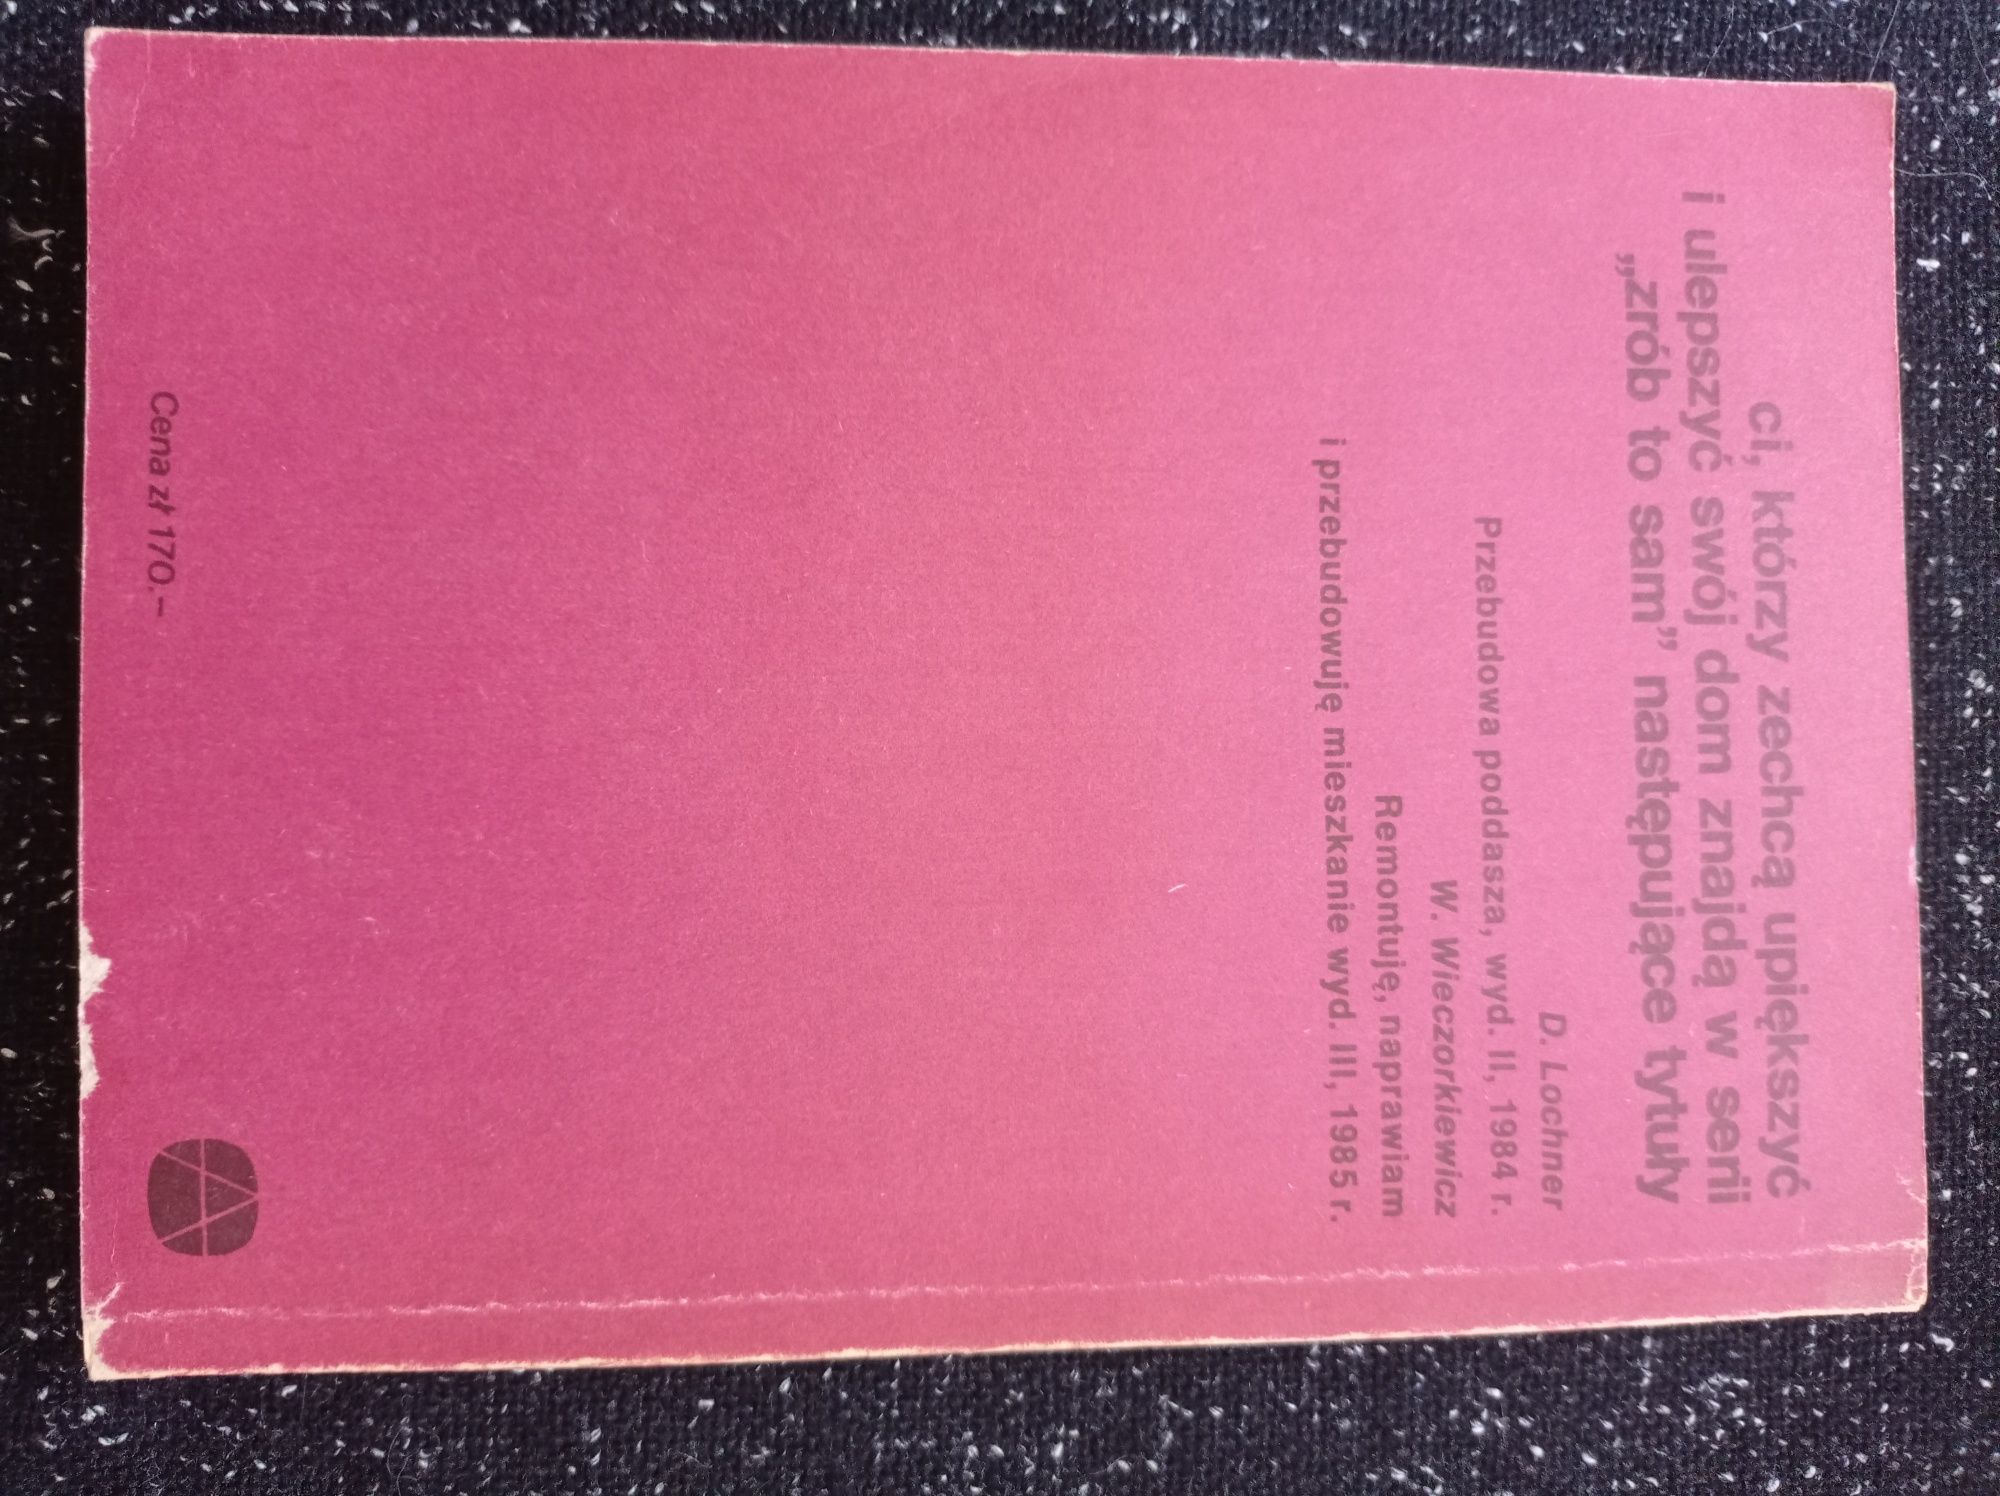 ci, którzy zechcą upiększyć
i ulepszyć swój dom znajdą w serii
„zrób to sam” następujące tytuły
D. Lochner
Przebudowa poddasza, wyd. II, 1984 r.
W. Wieczorkiewicz
Remontuję, naprawiam
i przebudowuję mieszkanie wyd. III, 1985 r.
Cena zł 170.–